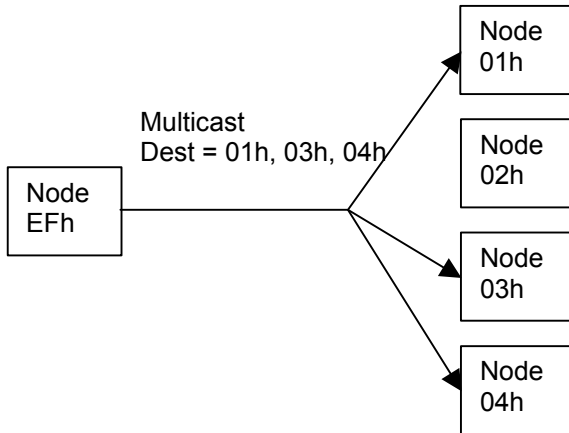 Node
01h
Multicast
Dest = 01h, 03h, 04h
Node
02h
Node
EFh
Node
03h
Node
04h